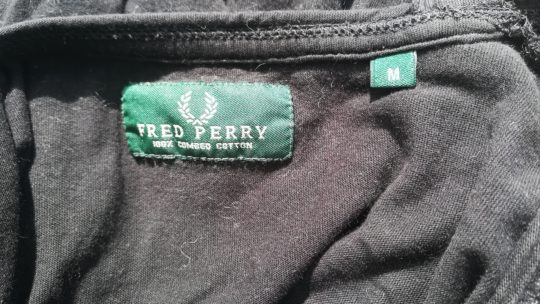 FRED PERRY
100% COMBED COTTON
M